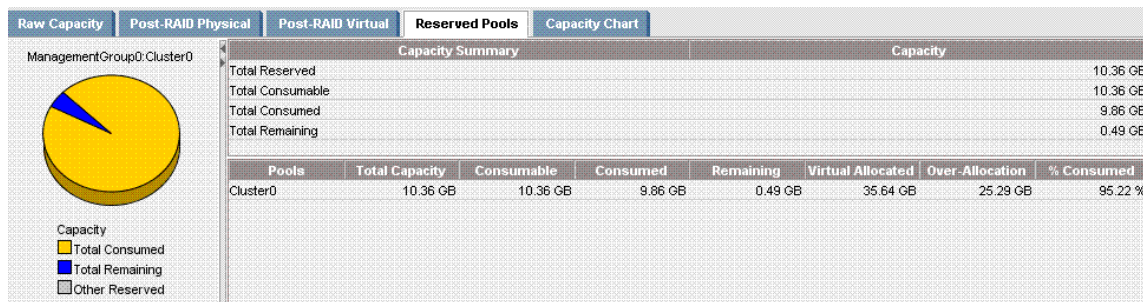 Raw Capacity Post-RAID Physical Post-RAID Virtual Reserved Pools Capacity Chart
ManagementGroup0:Cluster0
Capacity Summary Capacity
Total Reserved 10.36 GB
Total Consumable 10.36 GB
Total Consumed 9.86 GB
Total Remaining 0.49 GB
Pools Total Capacity Consumable Consumed Remaining Virtual Allocated Over-Allocation % Consumed
Cluster0 10.36 GB 10.36 GB 9.86 GB 0.49 GB 35.64 GB 25.29 GB 95.22 %
Capacity
Total Consumed
Total Remaining
Other Reserved